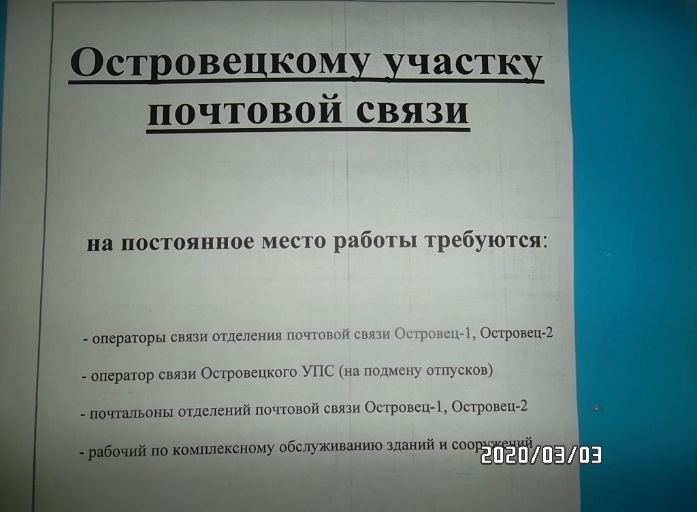 Островецкому участку
почтовой связи
на постоянное место работы требуются:
- операторы связи отделения почтовой связи Островец-1, Островец-2
- оператор связи Островецкого УПС (на подмену отпусков)
- почтальоны отделений почтовой связи Островец-1, Островец-2
- рабочий по комплексному обслуживанию зданий и сооружений
2020/03/03